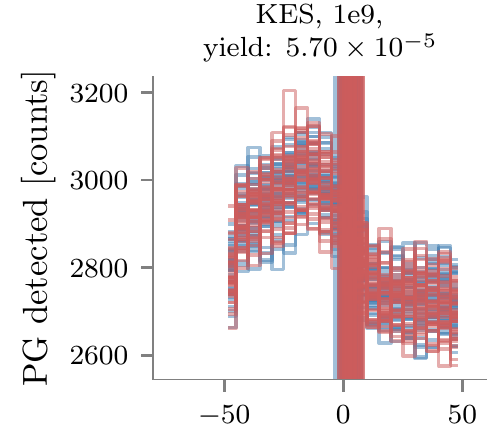 KES, 1e9,
yield: 5.70 × 10⁻⁵
PG detected [counts]
3200
3000
2800
2600
−50
0
50